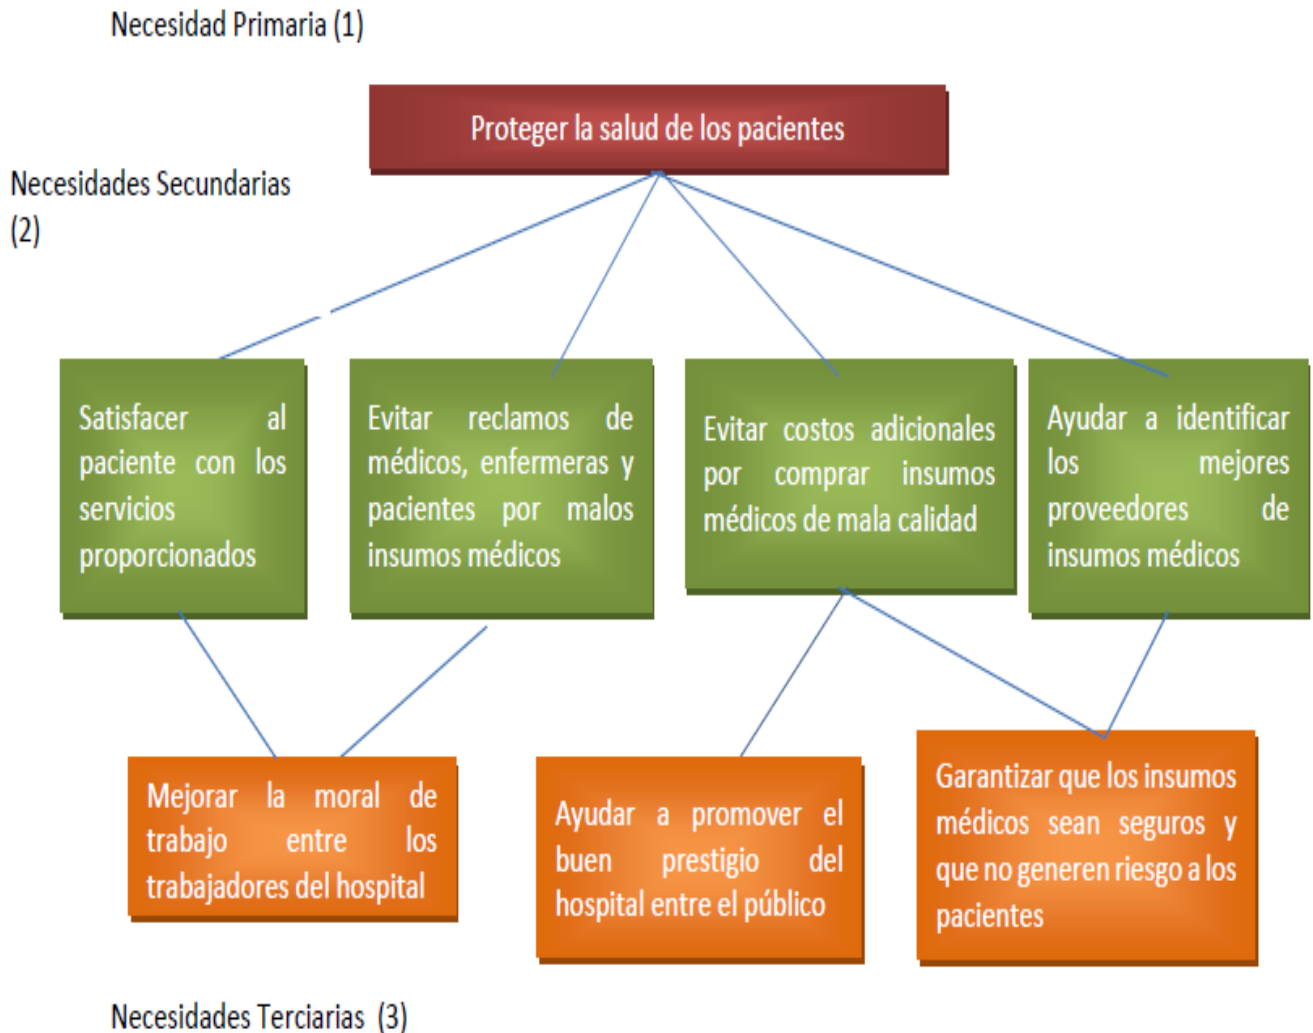 Necesidad Primaria (1)
Proteger la salud de los pacientes
Necesidades Secundarias
(2)
Satisfacer al
paciente con los
servicios
proporcionados
Evitar reclamos de
médicos, enfermeras y
pacientes por malos
insumos médicos
Evitar costos adicionales
por comprar insumos
médicos de mala calidad
Ayudar a identificar
los mejores
proveedores de
insumos médicos
Mejorar la moral de
trabajo entre los
trabajadores del hospital
Ayudar a promover el
buen prestigio del
hospital entre el público
Garantizar que los insumos
médicos sean seguros y
que no generen riesgo a los
pacientes
Necesidades Terciarias (3)